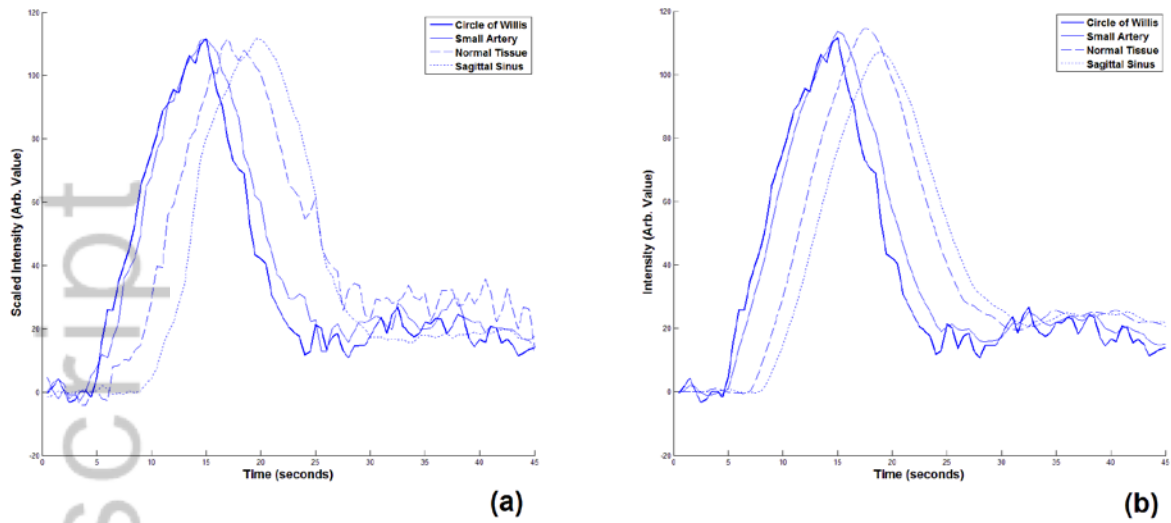 120
100
80
60
40
20
0
-20
Scaled Intensity (Arb. Value)
0 5 10 15 20 25 30 35 40 45
Time (seconds)
Circle of Willis
Small Artery
Normal Tissue
Sagittal Sinus
(a)
120
100
80
60
40
20
0
-20
Intensity (Arb. Value)
0 5 10 15 20 25 30 35 40 45
Time (seconds)
Circle of Willis
Small Artery
Normal Tissue
Sagittal Sinus
(b)
script